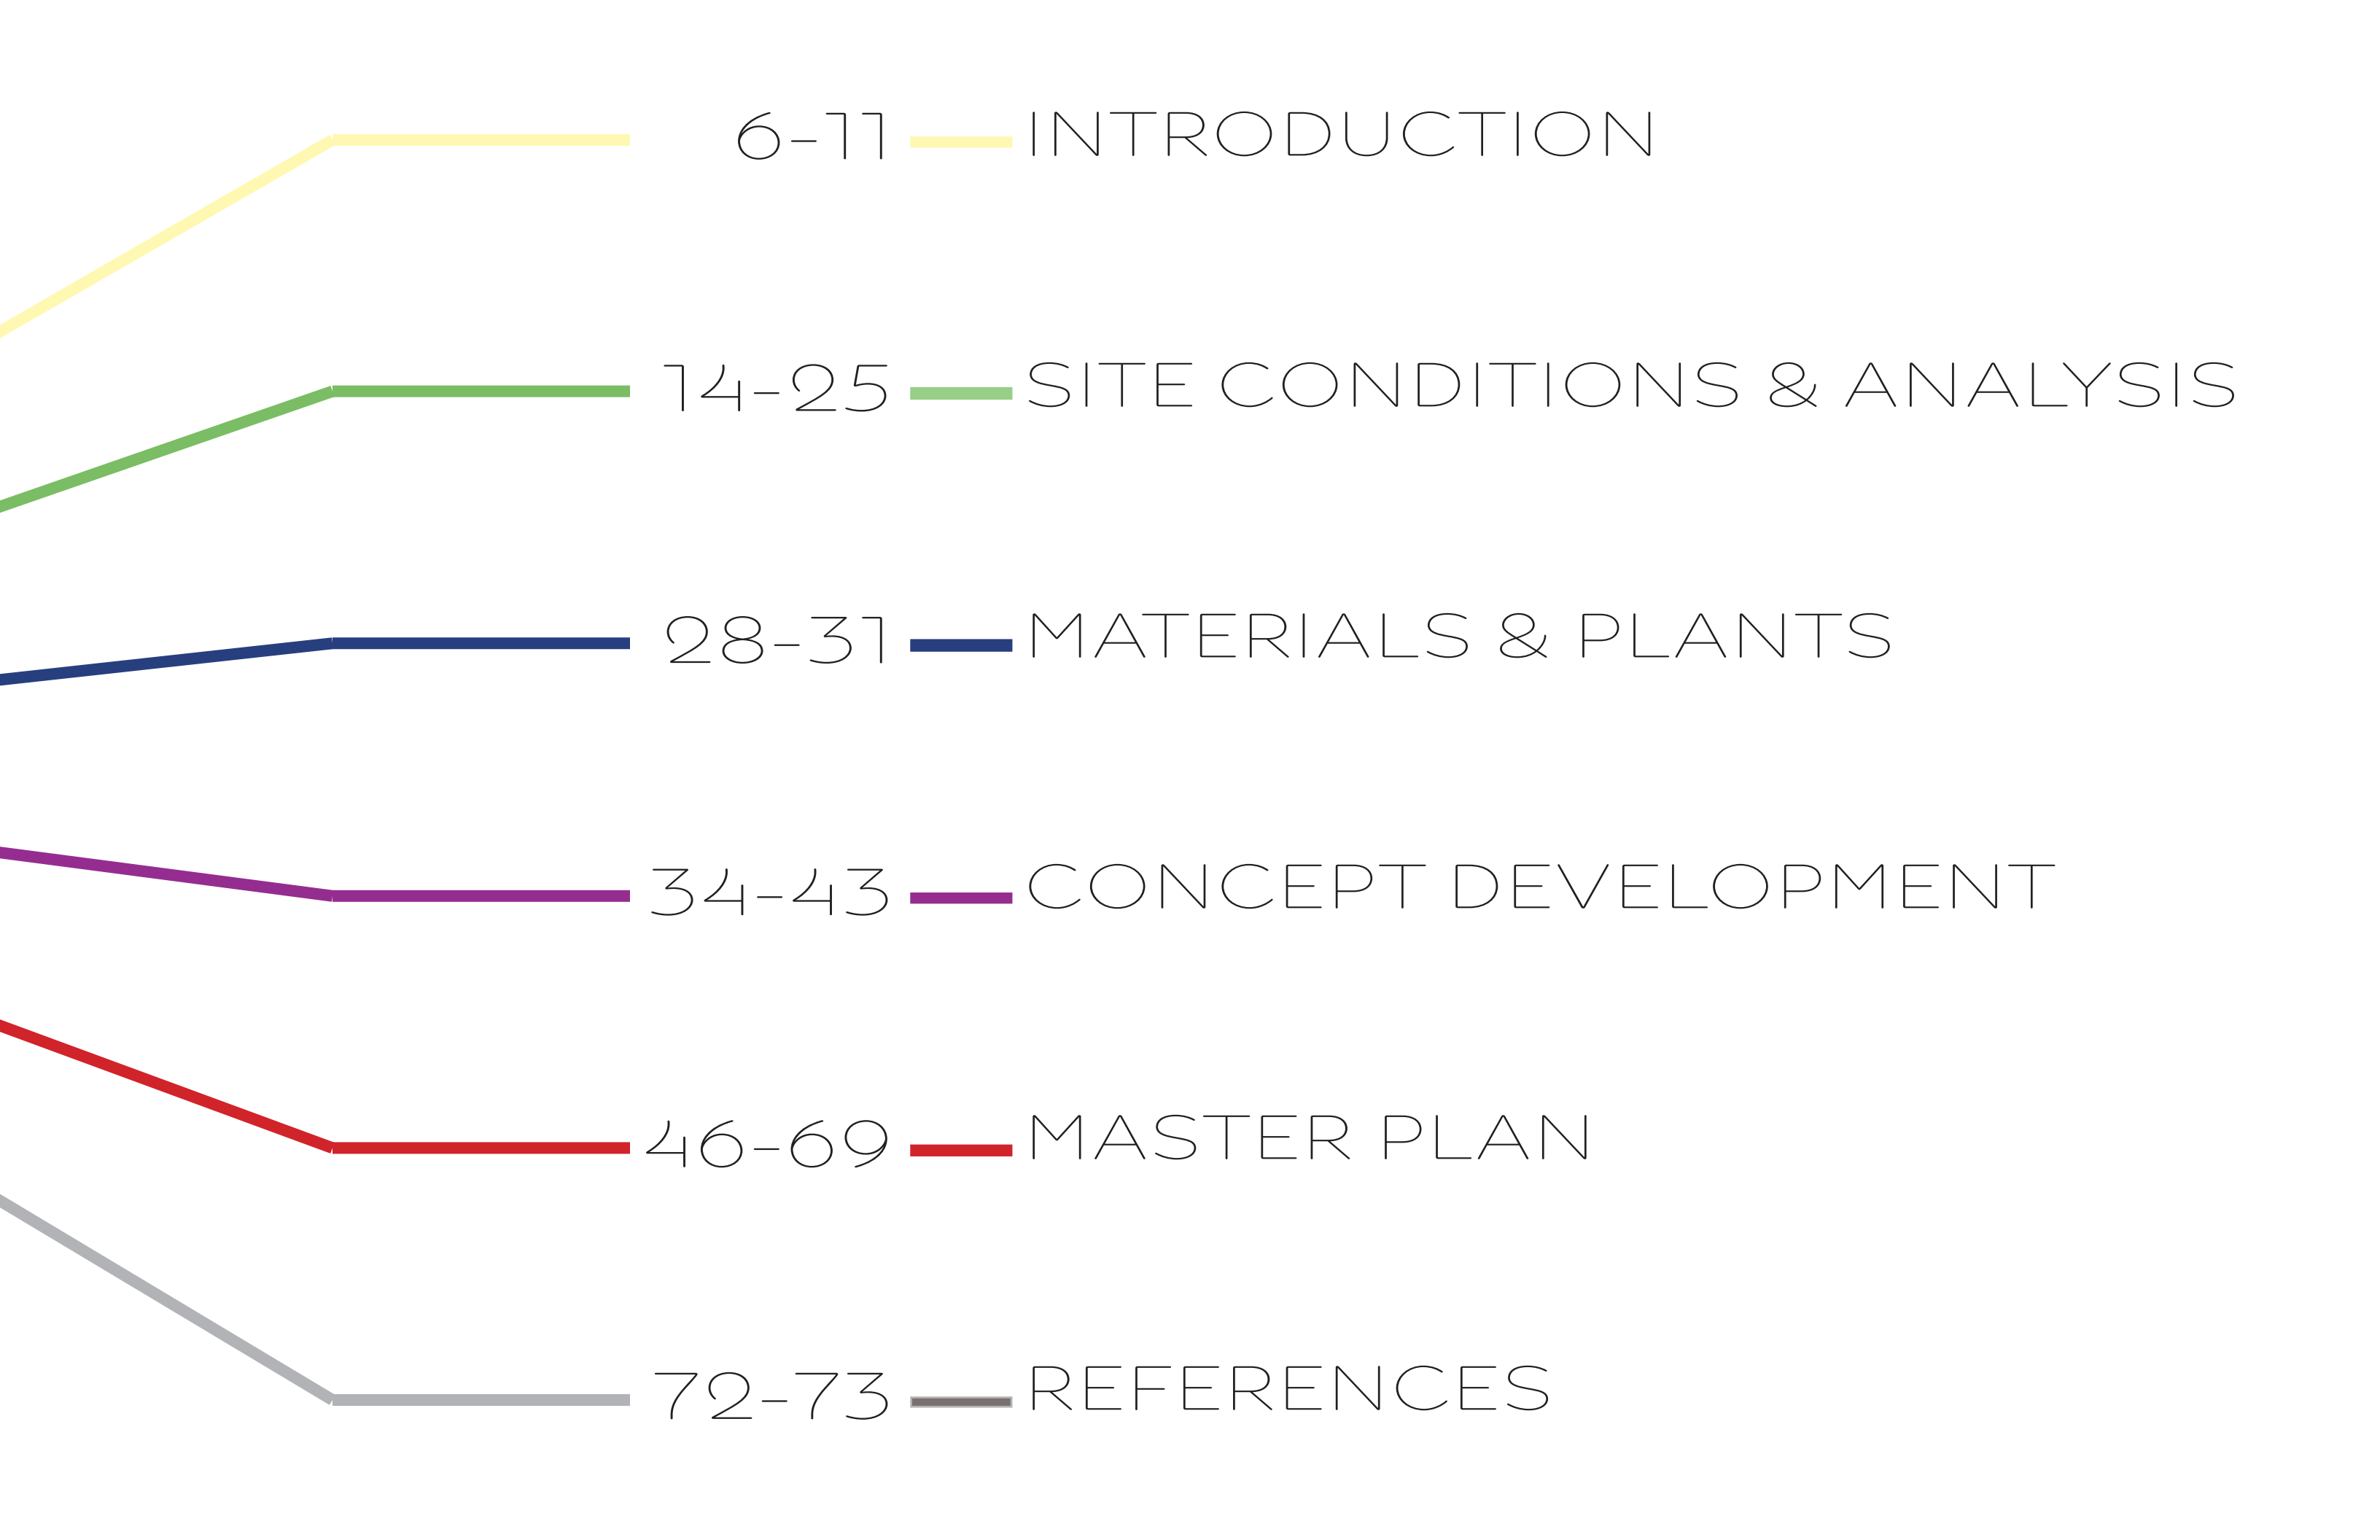 6-11 INTRODUCTION
14-25 SITE CONDITIONS & ANALYSIS
28-31 MATERIALS & PLANTS
34-43 CONCEPT DEVELOPMENT
46-69 MASTER PLAN
72-73 REFERENCES